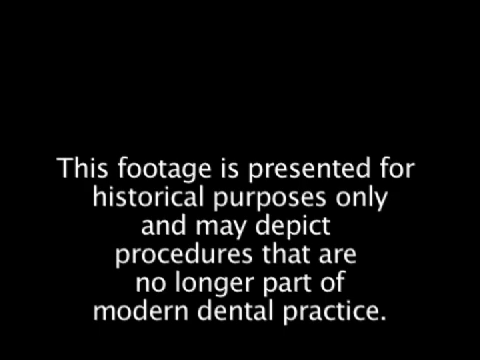 This footage is presented for
historical purposes only
and may depict
procedures that are
no longer part of
modern dental practice.